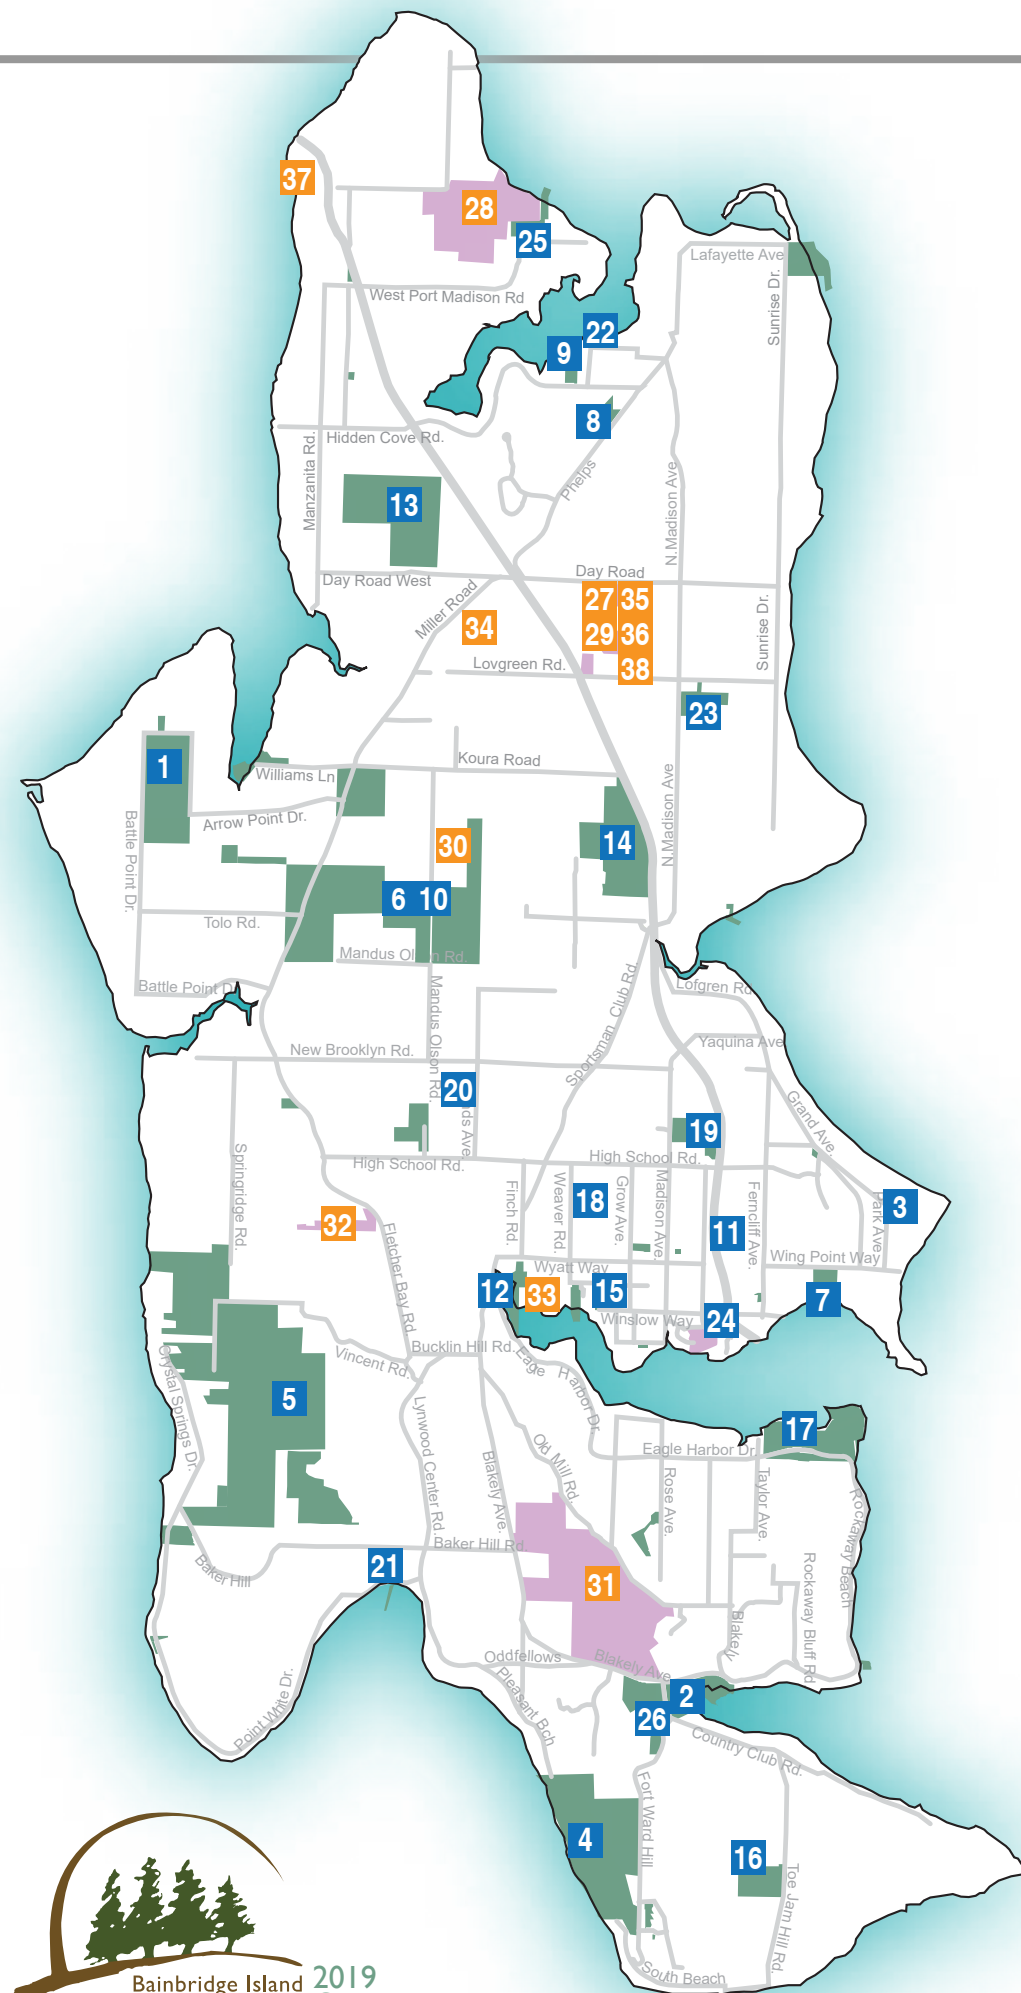 37
28
25
Lafayette Ave
Sunrise Dr.
West Port Madison Rd
22
9
8
Hidden Cove Rd.
Manzanita Rd.
13
Phelps
N.Madison Ave
Day Road West
Day Road
Miller Road
34
27 35
29 36
38
Lovgreen Rd.
Sunrise Dr.
23
1
Koura Road
Williams Ln
Arrow Point Dr.
Battle Point Dr.
30
14
N.Madison Ave
6 10
Tolo Rd.
Mandus Olson Rd.
Battle Point D
Mandus Olson Rd.
Sportsman Club Rd.
Lofgren Rd.
New Brooklyn Rd.
Yaquina Ave
20
ds Ave
Grand Ave.
19
Springridge Rd.
High School Rd.
High School Rd.
Finch Rd.
Weaver Rd.
18
Grow Ave.
Madison Ave.
Ferncliff Ave.
11
Park Ave.
3
32
Fletcher Bay Rd.
Wing Point Way
Wyatt Way
12
33
15
7
Winslow Way
24
Bucklin Hill Rd.
Eage Harbor Dr.
Vincent Rd.
Crystal Springs Dr.
5
Lynwood Center Rd.
Blakely Ave.
Old Mill Rd.
17
Eagle Harbor Dr.
Rose Ave.
Taylor Ave.
Rockaway Beach
Baker Hill Rd.
21
Baker Hill
31
Rockaway Bluff Rd
Blakely
Oddfellows
Blakely Ave.
Pleasant Bch
Point White Dr.
2
26
Country Club Rd.
Fort Ward Hill
4
16
Toe Jam Hill Rd.
South Beach
Bainbridge Island 2019